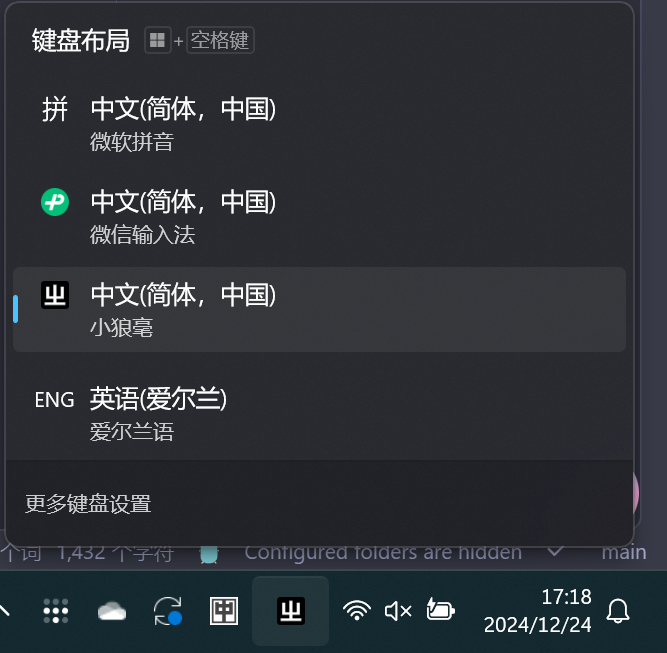 键盘布局 + 空格键
拼 中文(简体，中国)
微软拼音
中文(简体，中国)
微信输入法
中文(简体，中国)
小狼毫
ENG 英语(爱尔兰)
爱尔兰语
更多键盘设置
个词 1,432 个字符 Configured folders are hidden main
中 17:18
2024/12/24